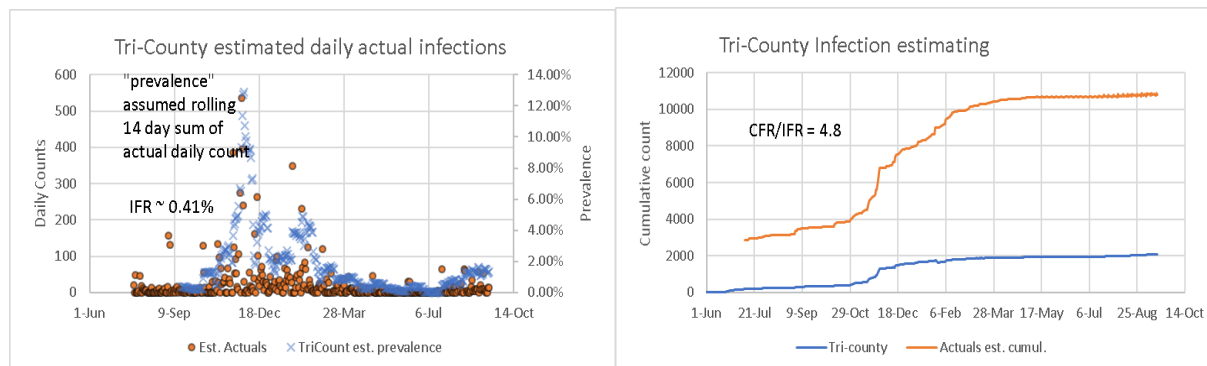 Tri-County estimated daily actual infections
600
500
400
300
200
100
0
Daily Counts
"prevalence"
assumed rolling
14 day sum of
actual daily count
IFR ~ 0.41%
14.00%
12.00%
10.00%
8.00%
6.00%
4.00%
2.00%
0.00%
Prevalence
1-Jun 9-Sep 18-Dec 28-Mar 6-Jul 14-Oct
Est. Actuals TriCount est. prevalence
Tri-County Infection estimating
12000
10000
8000
6000
4000
2000
0
Cumulative count
CFR/IFR = 4.8
1-Jun 21-Jul 9-Sep 29-Oct 18-Dec 6-Feb 28-Mar 17-May 6-Jul 25-Aug 14-Oct
Tri-county Actuals est. cumul.